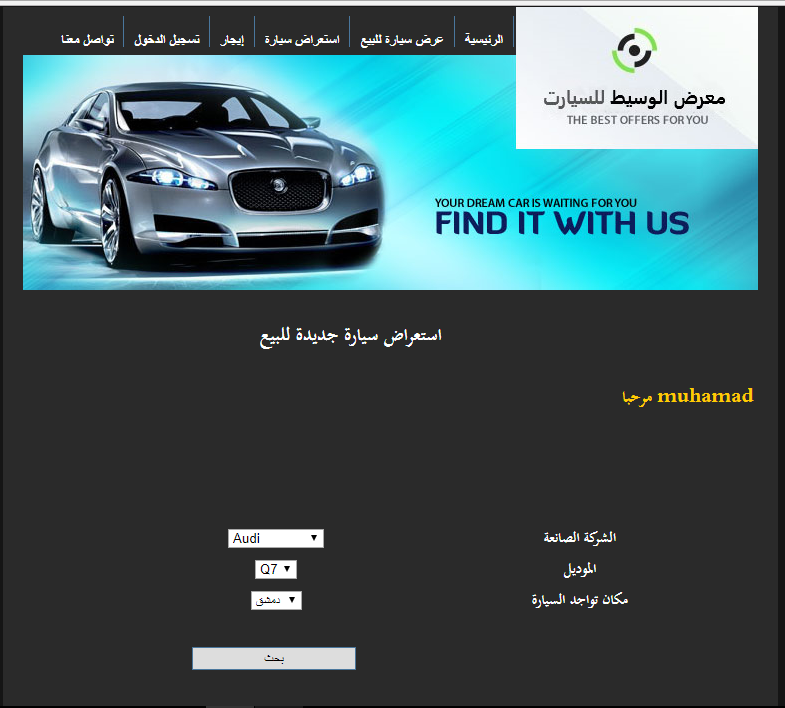 الرئيسية عرض سيارة للبيع استعراض سيارة إيجار تسجيل الدخول تواصل معنا
معرض الوسيط للسيارت
THE BEST OFFERS FOR YOU
YOUR DREAM CAR IS WAITING FOR YOU
FIND IT WITH US
استعراض سيارة جديدة للبيع
muhamad مرحبا
الشركة الصانعة Audi
الموديل Q7
مكان تواجد السيارة دمشق
بحث